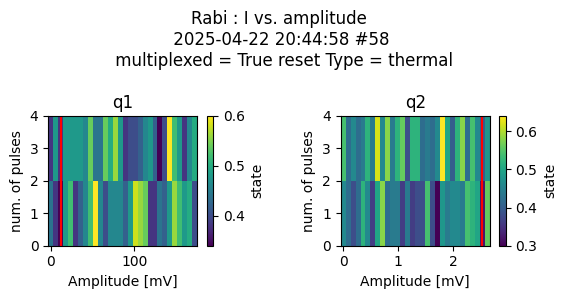 Rabi : I vs. amplitude
2025-04-22 20:44:58 #58
multiplexed = True reset Type = thermal
q1
q2
4
3
2
1
0
num. of pulses
0
100
Amplitude [mV]
0.6
0.5
0.4
state
4
3
2
1
0
num. of pulses
0
1
2
Amplitude [mV]
0.6
0.5
0.4
0.3
state